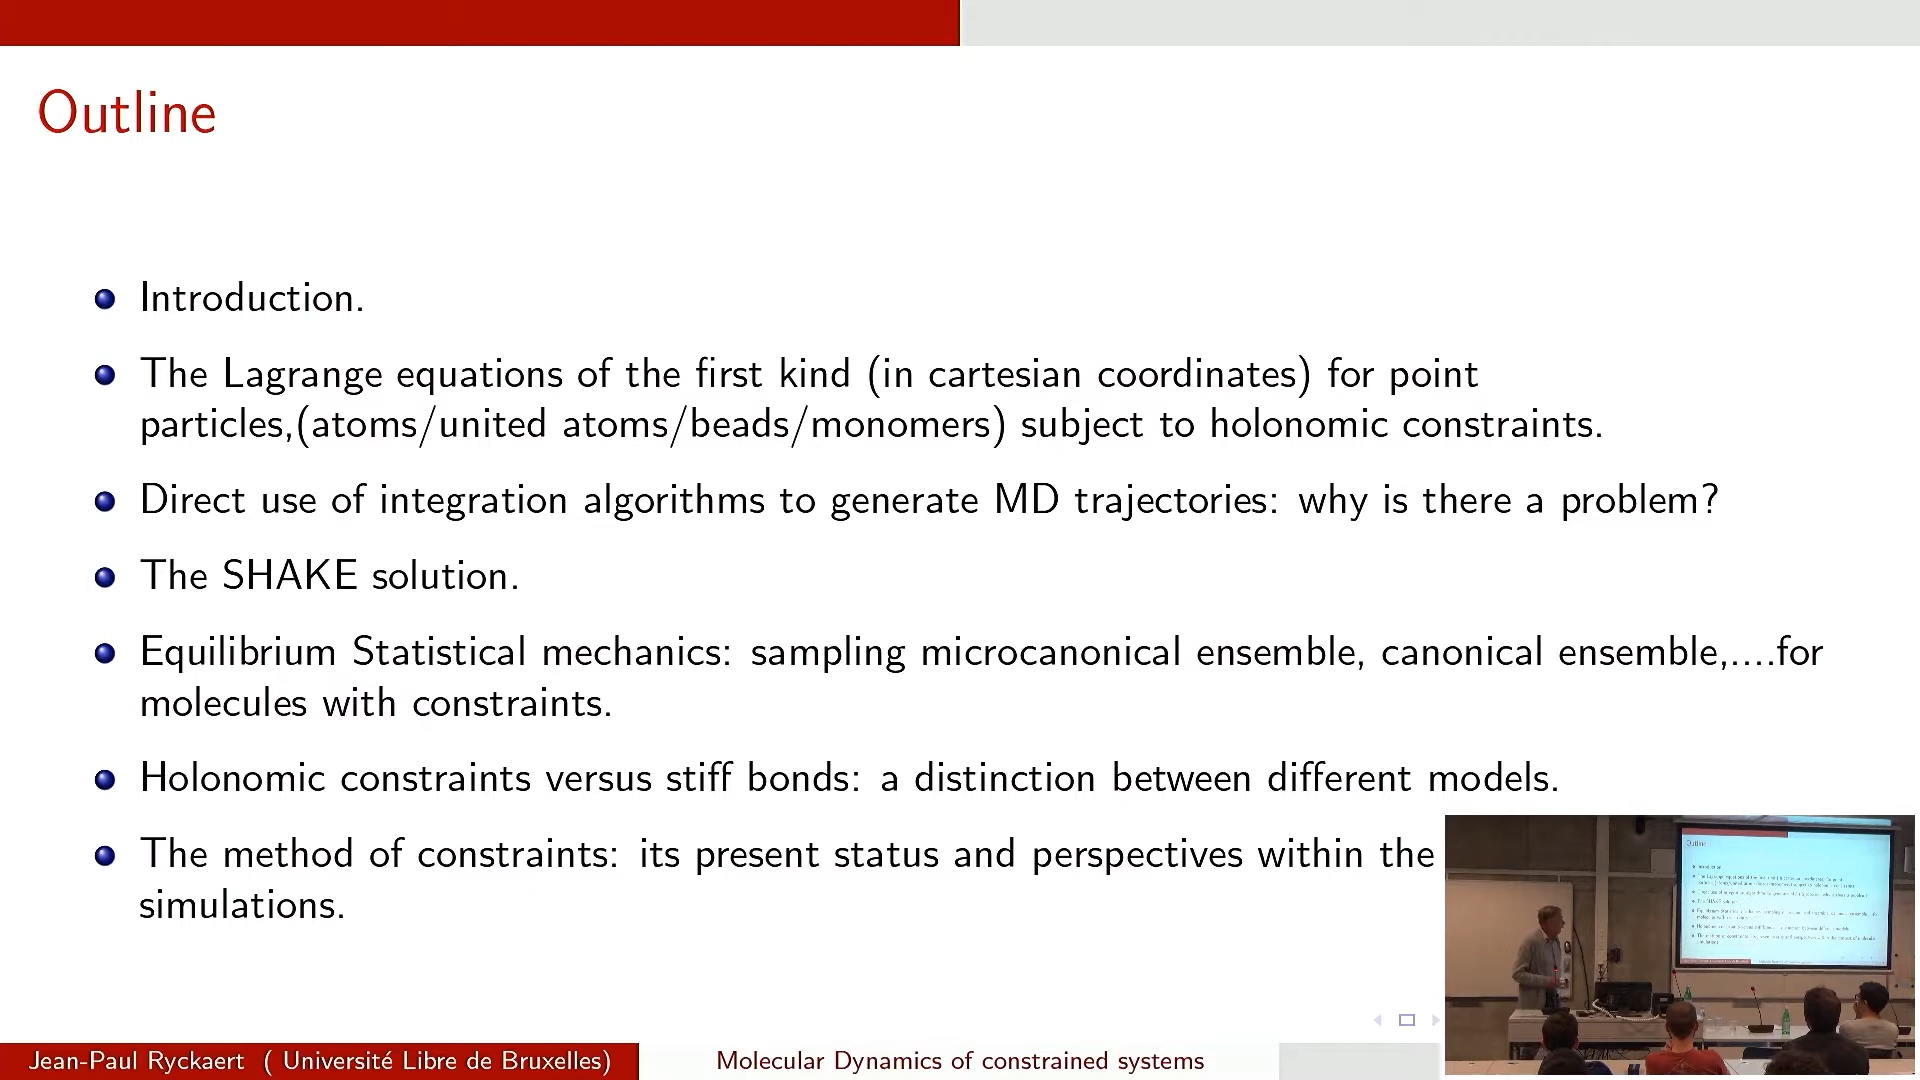 Outline
Introduction.
The Lagrange equations of the first kind (in cartesian coordinates) for point
particles,(atoms/united atoms/beads/monomers) subject to holonomic constraints.
Direct use of integration algorithms to generate MD trajectories: why is there a problem?
The SHAKE solution.
Equilibrium Statistical mechanics: sampling microcanonical ensemble, canonical ensemble,....for
molecules with constraints.
Holonomic constraints versus stiff bonds: a distinction between different models.
The method of constraints: its present status and perspectives within the
simulations.
Jean-Paul Ryckaert ( Université Libre de Bruxelles)
Molecular Dynamics of constrained systems
Outline